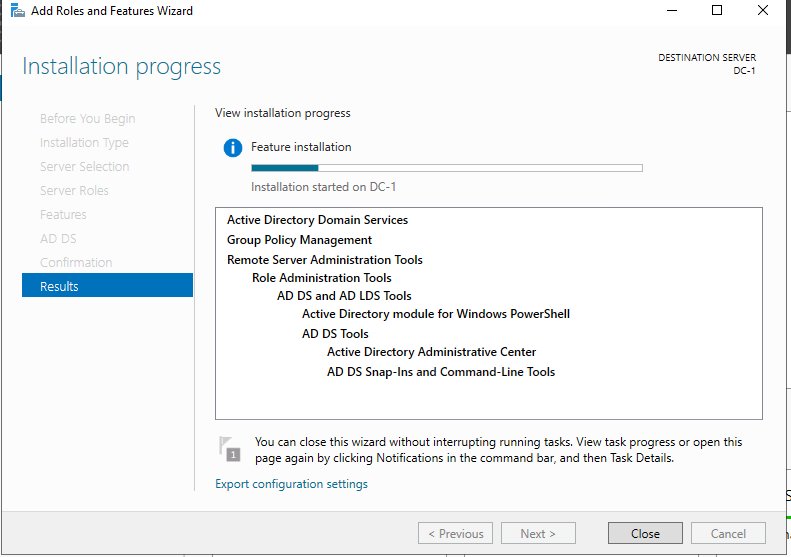 Add Roles and Features Wizard
Installation progress
DESTINATION SERVER
DC-1
Before You Begin
Installation Type
Server Selection
Server Roles
Features
AD DS
Confirmation
Results
View installation progress
Feature installation
Installation started on DC-1
Active Directory Domain Services
Group Policy Management
Remote Server Administration Tools
Role Administration Tools
AD DS and AD LDS Tools
Active Directory module for Windows PowerShell
AD DS Tools
Active Directory Administrative Center
AD DS Snap-Ins and Command-Line Tools
1
You can close this wizard without interrupting running tasks. View task progress or open this
page again by clicking Notifications in the command bar, and then Task Details.
Export configuration settings
< Previous
Next >
Close
Cancel